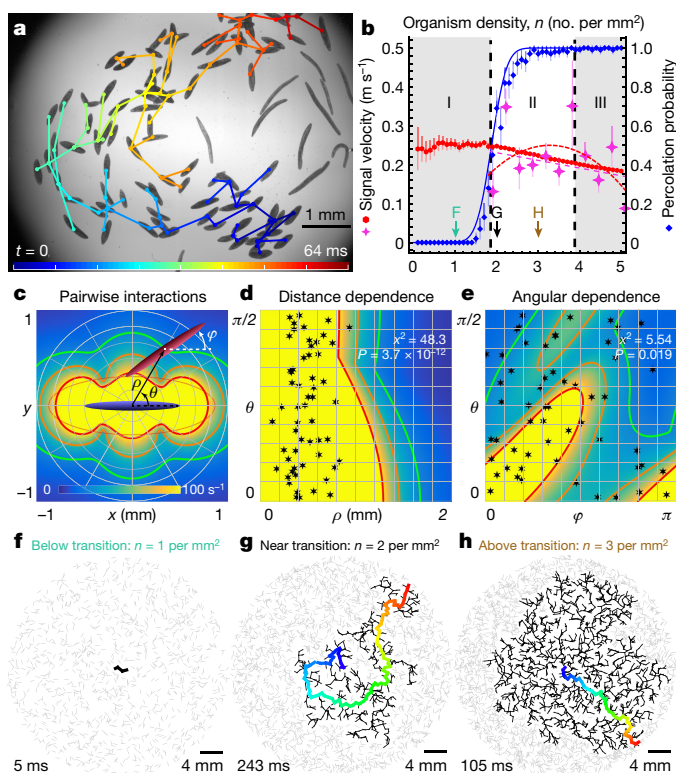 a
t = 0
64 ms
1 mm
b
Organism density, n (no. per mm²)
Signal velocity (m s⁻¹)
Percolation probability
0.5
0.4
0.3
0.2
0.1
0
1.0
0.8
0.6
0.4
0.2
0
I
II
III
F
G
H
0
1
2
3
4
5
c
Pairwise interactions
1
y
−1
φ
ρ
θ
0
100 s⁻¹
−1
x (mm)
1
d
Distance dependence
π/2
θ
0
x² = 48.3
P = 3.7 × 10⁻¹²
0
ρ (mm)
2
e
Angular dependence
π/2
θ
0
x² = 5.54
P = 0.019
0
φ
π
f
Below transition: n = 1 per mm²
5 ms
4 mm
g
Near transition: n = 2 per mm²
243 ms
4 mm
h
Above transition: n = 3 per mm²
105 ms
4 mm